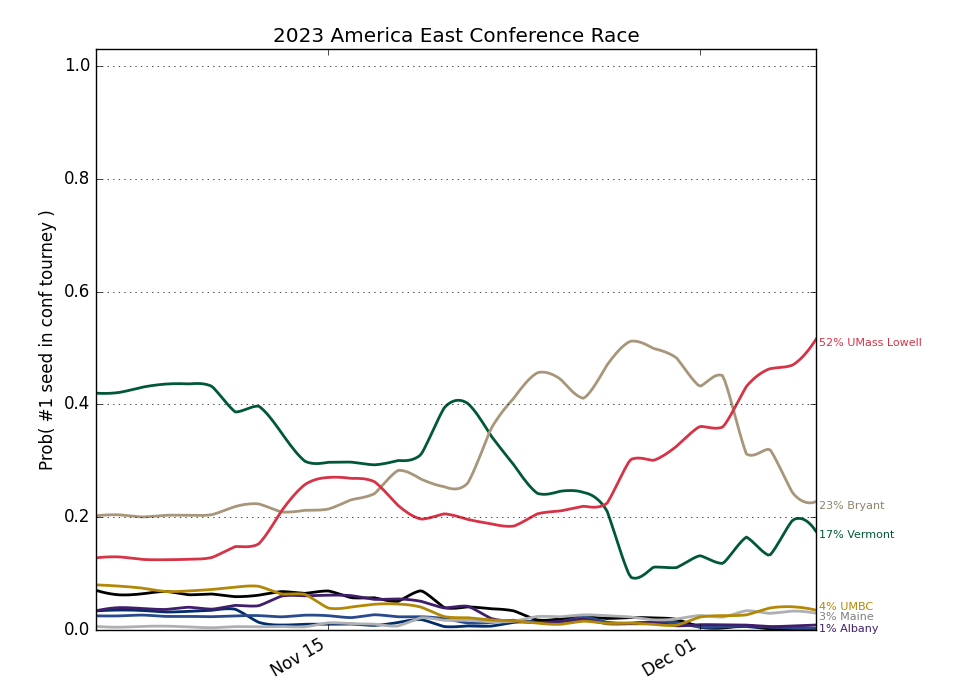 2023 America East Conference Race
Prob( #1 seed in conf tourney )
1.0
0.8
0.6
0.4
0.2
0.0
Nov 15
Dec 01
52% UMass Lowell
23% Bryant
17% Vermont
4% UMBC
3% Maine
1% Albany